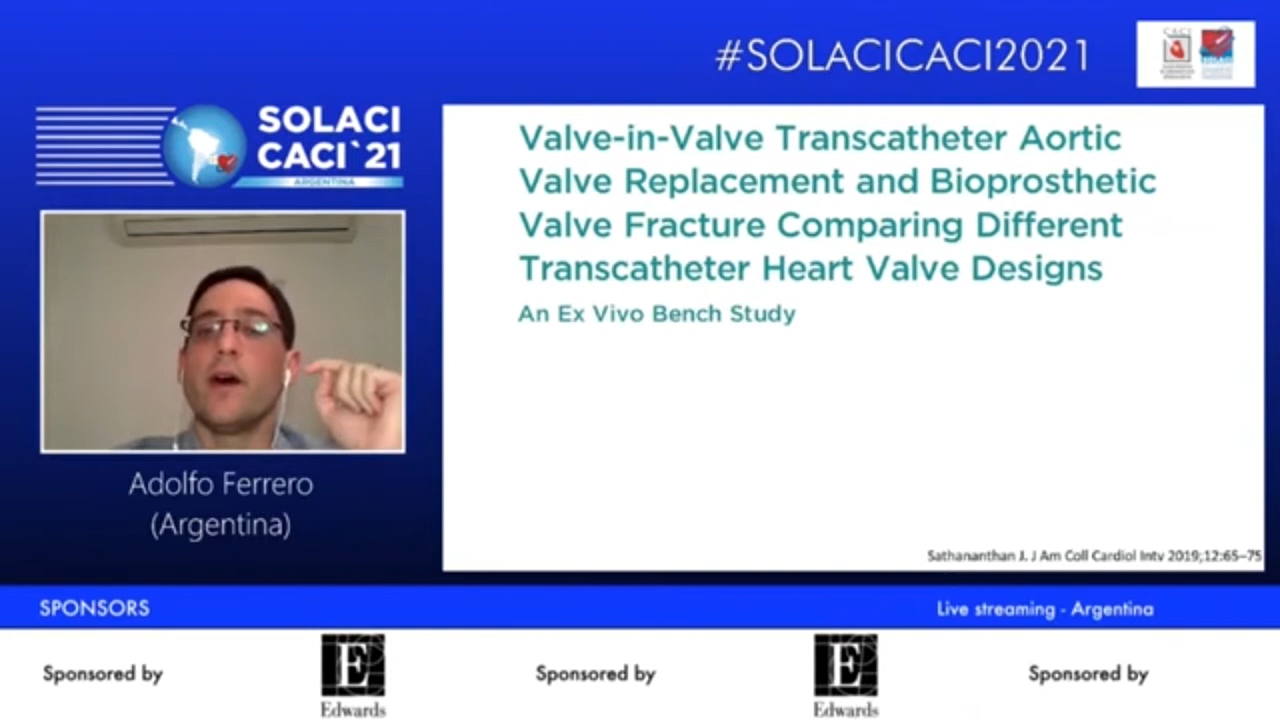 #SOLACICACI2021
CACI
SOLACI
SOLACI
CACI`21
ARGENTINA
Valve-in-Valve Transcatheter Aortic
Valve Replacement and Bioprosthetic
Valve Fracture Comparing Different
Transcatheter Heart Valve Designs
An Ex Vivo Bench Study
Sathananthan J. J Am Coll Cardiol Intv 2019;12:65–75
Adolfo Ferrero
(Argentina)
SPONSORS
Live streaming - Argentina
Sponsored by
E
Edwards
Sponsored by
E
Edwards
Sponsored by